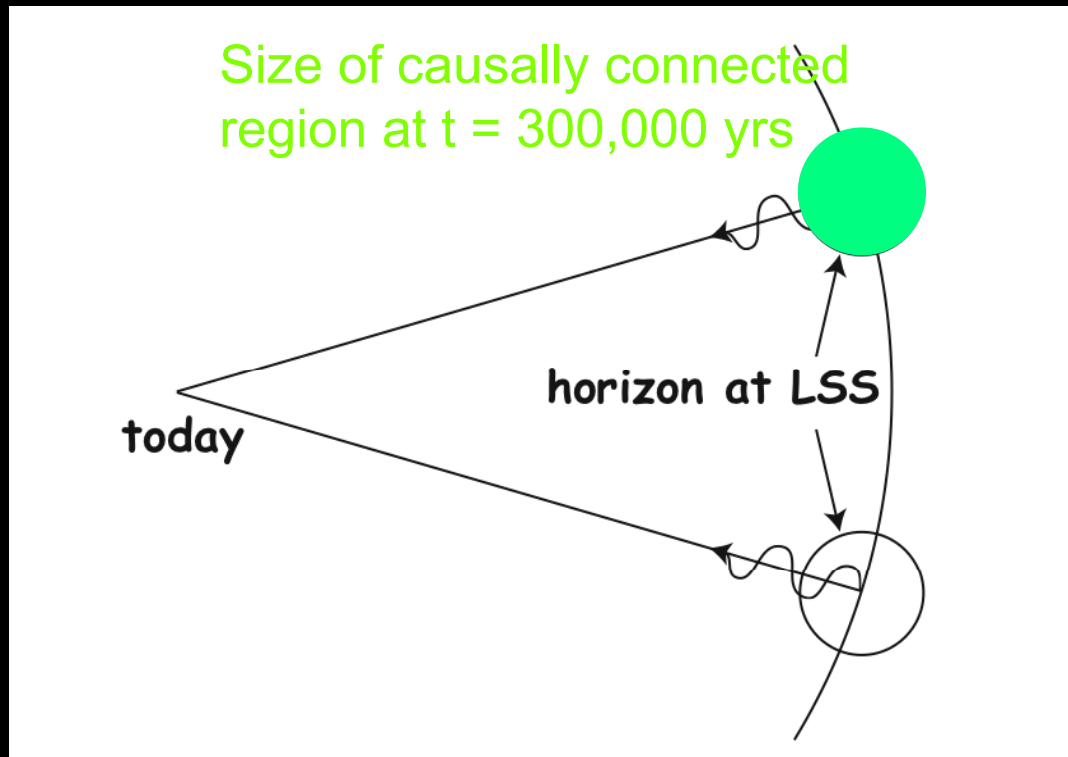 Size of causally connected
region at t = 300,000 yrs
horizon at LSS
today